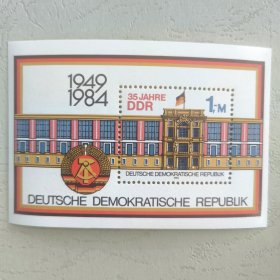 1949
1984
35 JAHRE
DDR
1,-M
DEUTSCHE DEMOKRATISCHE REPUBLIK
DEUTSCHE DEMOKRATISCHE REPUBLIK